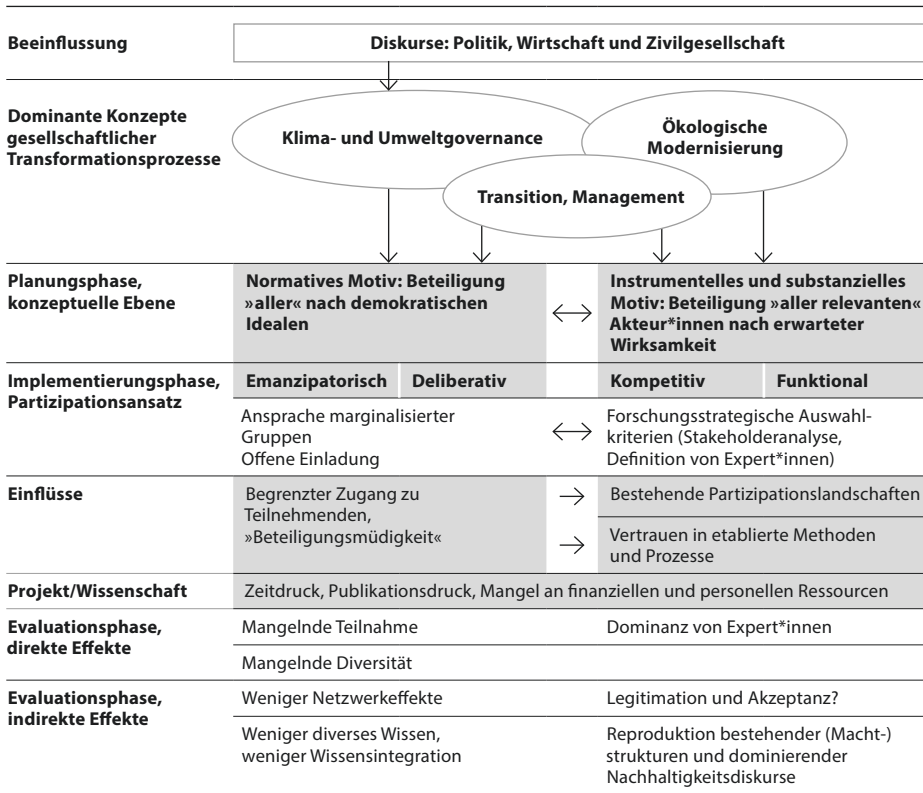 Beeinflussung
Diskurse: Politik, Wirtschaft und Zivilgesellschaft
Dominante Konzepte
gesellschaftlicher
Transformationsprozesse
Klima- und Umweltgovernance
Ökologische
Modernisierung
Transition, Management
Planungsphase,
konzeptuelle Ebene
Normatives Motiv: Beteiligung
»aller« nach demokratischen
Idealen
Instrumentelles und substanzielles
Motiv: Beteiligung »aller relevanten«
Akteur*innen nach erwarteter
Wirksamkeit
Implementierungsphase,
Partizipationsansatz
Emanzipatorisch
Deliberativ
Kompetitiv
Funktional
Ansprache marginalisierter
Gruppen
Offene Einladung
Forschungsstrategische Auswahl-
kriterien (Stakeholderanalyse,
Definition von Expert*innen)
Einflüsse
Begrenzter Zugang zu
Teilnehmenden,
»Beteiligungsmüdigkeit«
Bestehende Partizipationslandschaften
Vertrauen in etablierte Methoden
und Prozesse
Projekt/Wissenschaft
Zeitdruck, Publikationsdruck, Mangel an finanziellen und personellen Ressourcen
Evaluationsphase,
direkte Effekte
Mangelnde Teilnahme
Dominanz von Expert*innen
Mangelnde Diversität
Evaluationsphase,
indirekte Effekte
Weniger Netzwerkeffekte
Legitimation und Akzeptanz?
Weniger diverses Wissen,
weniger Wissensintegration
Reproduktion bestehender (Macht-)
strukturen und dominierender
Nachhaltigkeitsdiskurse